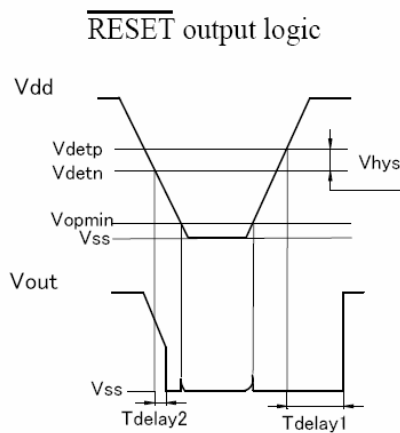 RESET output logic
Vdd
Vdetp
Vhys
Vdetn
Vopmin
Vss
Vout
Vss
Tdelay2
Tdelay1